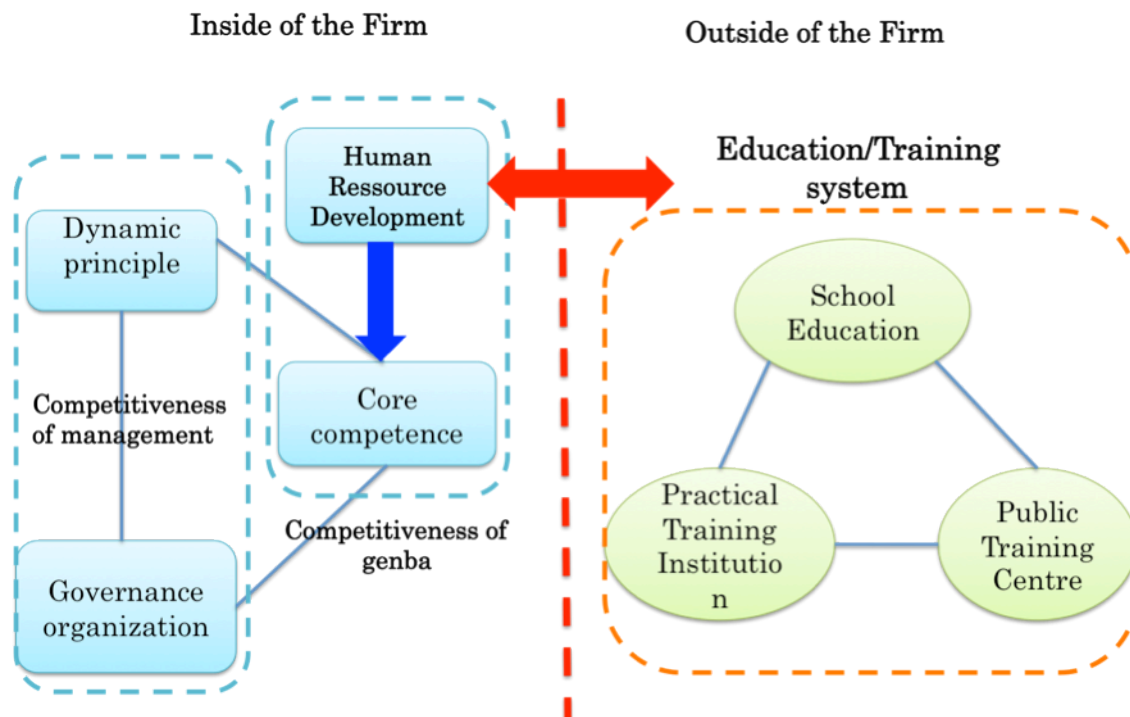 Inside of the Firm
Outside of the Firm
Human
Ressource
Development
Education/Training
system
Dynamic
principle
School
Education
Competitiveness
of management
Core
competence
Practical
Training
Institutio
n
Public
Training
Centre
Competitiveness of
genba
Governance
organization